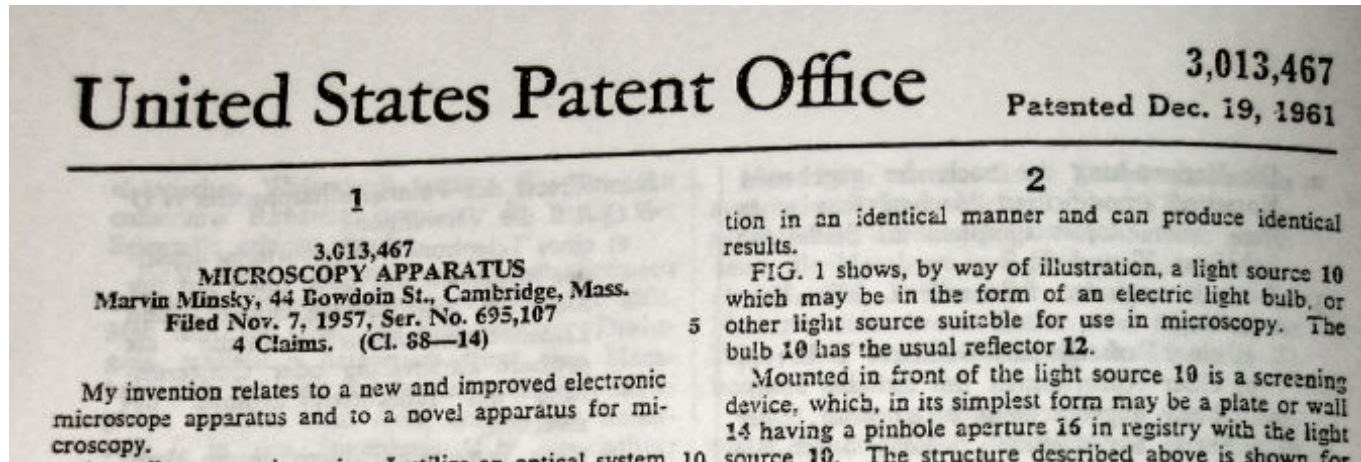 United States Patent Office
3,013,467
Patented Dec. 19, 1961
1
3,013,467
MICROSCOPY APPARATUS
Marvin Minsky, 44 Bowdoin St., Cambridge, Mass.
Filed Nov. 7, 1957, Ser. No. 695,107
4 Claims. (Cl. 88—14)
My invention relates to a new and improved electronic
microscope apparatus and to a novel apparatus for mi-
croscopy.
an optical system
2
tion in an identical manner and can produce identical
results.
FIG. 1 shows, by way of illustration, a light source 10
which may be in the form of an electric light bulb, or
5 other light source suitable for use in microscopy. The
bulb 10 has the usual reflector 12.
Mounted in front of the light source 10 is a screening
device, which, in its simplest form may be a plate or wall
14 having a pinhole aperture 16 in registry with the light
10 source 10. The structure described above is shown for